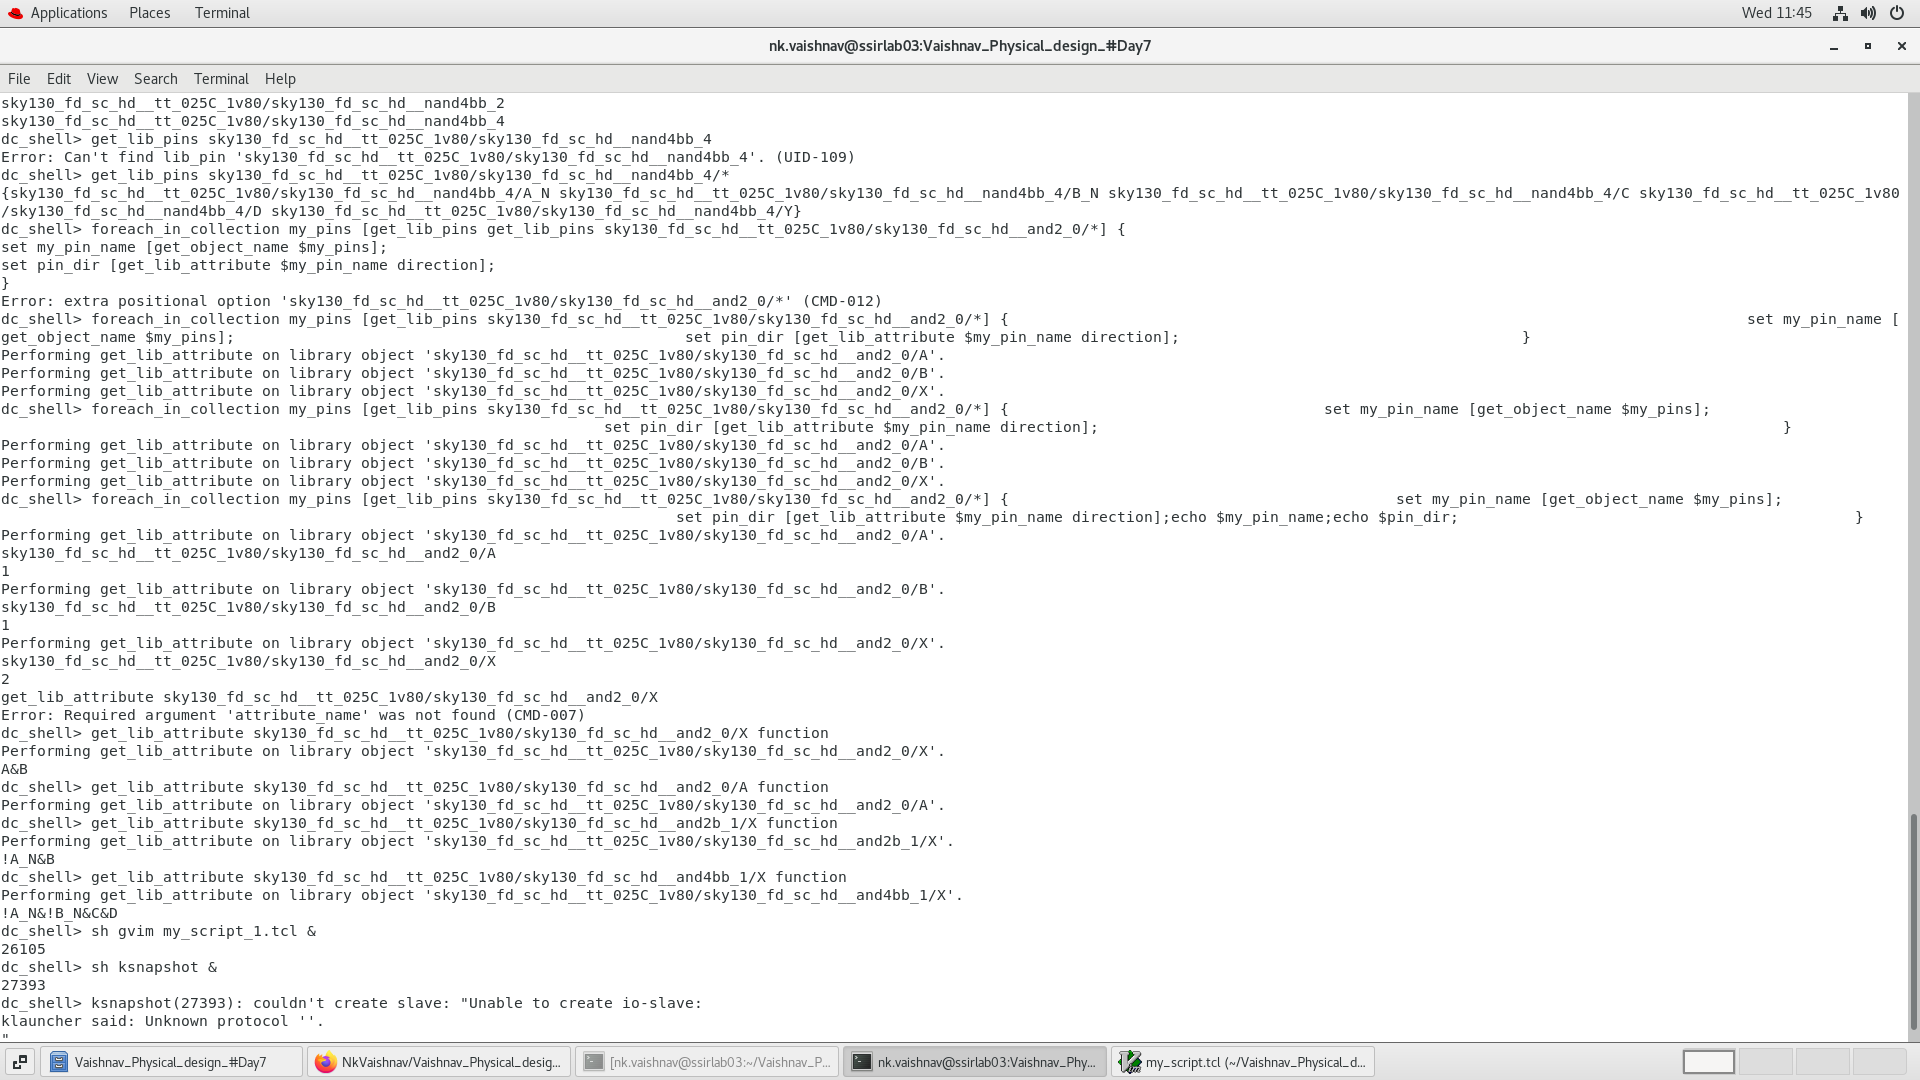 Applications Places Terminal Wed 11:45
nk.vaishnav@ssirlab03:Vaishnav_Physical_design_#Day7
File Edit View Search Terminal Help
sky130_fd_sc_hd__tt_025C_1v80/sky130_fd_sc_hd__nand4bb_2
sky130_fd_sc_hd__tt_025C_1v80/sky130_fd_sc_hd__nand4bb_4
dc_shell> get_lib_pins sky130_fd_sc_hd__tt_025C_1v80/sky130_fd_sc_hd__nand4bb_4
Error: Can't find lib_pin 'sky130_fd_sc_hd__tt_025C_1v80/sky130_fd_sc_hd__nand4bb_4'. (UID-109)
dc_shell> get_lib_pins sky130_fd_sc_hd__tt_025C_1v80/sky130_fd_sc_hd__nand4bb_4/*
{sky130_fd_sc_hd__tt_025C_1v80/sky130_fd_sc_hd__nand4bb_4/A_N sky130_fd_sc_hd__tt_025C_1v80/sky130_fd_sc_hd__nand4bb_4/B_N sky130_fd_sc_hd__tt_025C_1v80/sky130_fd_sc_hd__nand4bb_4/C sky130_fd_sc_hd__tt_025C_1v80
/sky130_fd_sc_hd__nand4bb_4/D sky130_fd_sc_hd__tt_025C_1v80/sky130_fd_sc_hd__nand4bb_4/Y}
dc_shell> foreach_in_collection my_pins [get_lib_pins get_lib_pins sky130_fd_sc_hd__tt_025C_1v80/sky130_fd_sc_hd__and2_0/*] {
set my_pin_name [get_object_name $my_pins];
set pin_dir [get_lib_attribute $my_pin_name direction];
}
Error: extra positional option 'sky130_fd_sc_hd__tt_025C_1v80/sky130_fd_sc_hd__and2_0/*' (CMD-012)
dc_shell> foreach_in_collection my_pins [get_lib_pins sky130_fd_sc_hd__tt_025C_1v80/sky130_fd_sc_hd__and2_0/*] { set my_pin_name [
get_object_name $my_pins]; set pin_dir [get_lib_attribute $my_pin_name direction]; }
Performing get_lib_attribute on library object 'sky130_fd_sc_hd__tt_025C_1v80/sky130_fd_sc_hd__and2_0/A'.
Performing get_lib_attribute on library object 'sky130_fd_sc_hd__tt_025C_1v80/sky130_fd_sc_hd__and2_0/B'.
Performing get_lib_attribute on library object 'sky130_fd_sc_hd__tt_025C_1v80/sky130_fd_sc_hd__and2_0/X'.
dc_shell> foreach_in_collection my_pins [get_lib_pins sky130_fd_sc_hd__tt_025C_1v80/sky130_fd_sc_hd__and2_0/*] { set my_pin_name [get_object_name $my_pins];
set pin_dir [get_lib_attribute $my_pin_name direction]; }
Performing get_lib_attribute on library object 'sky130_fd_sc_hd__tt_025C_1v80/sky130_fd_sc_hd__and2_0/A'.
Performing get_lib_attribute on library object 'sky130_fd_sc_hd__tt_025C_1v80/sky130_fd_sc_hd__and2_0/B'.
Performing get_lib_attribute on library object 'sky130_fd_sc_hd__tt_025C_1v80/sky130_fd_sc_hd__and2_0/X'.
dc_shell> foreach_in_collection my_pins [get_lib_pins sky130_fd_sc_hd__tt_025C_1v80/sky130_fd_sc_hd__and2_0/*] { set my_pin_name [get_object_name $my_pins];
set pin_dir [get_lib_attribute $my_pin_name direction];echo $my_pin_name;echo $pin_dir; }
Performing get_lib_attribute on library object 'sky130_fd_sc_hd__tt_025C_1v80/sky130_fd_sc_hd__and2_0/A'.
sky130_fd_sc_hd__tt_025C_1v80/sky130_fd_sc_hd__and2_0/A
1
Performing get_lib_attribute on library object 'sky130_fd_sc_hd__tt_025C_1v80/sky130_fd_sc_hd__and2_0/B'.
sky130_fd_sc_hd__tt_025C_1v80/sky130_fd_sc_hd__and2_0/B
1
Performing get_lib_attribute on library object 'sky130_fd_sc_hd__tt_025C_1v80/sky130_fd_sc_hd__and2_0/X'.
sky130_fd_sc_hd__tt_025C_1v80/sky130_fd_sc_hd__and2_0/X
2
get_lib_attribute sky130_fd_sc_hd__tt_025C_1v80/sky130_fd_sc_hd__and2_0/X
Error: Required argument 'attribute_name' was not found (CMD-007)
dc_shell> get_lib_attribute sky130_fd_sc_hd__tt_025C_1v80/sky130_fd_sc_hd__and2_0/X function
Performing get_lib_attribute on library object 'sky130_fd_sc_hd__tt_025C_1v80/sky130_fd_sc_hd__and2_0/X'.
A&B
dc_shell> get_lib_attribute sky130_fd_sc_hd__tt_025C_1v80/sky130_fd_sc_hd__and2_0/A function
Performing get_lib_attribute on library object 'sky130_fd_sc_hd__tt_025C_1v80/sky130_fd_sc_hd__and2_0/A'.
dc_shell> get_lib_attribute sky130_fd_sc_hd__tt_025C_1v80/sky130_fd_sc_hd__and2b_1/X function
Performing get_lib_attribute on library object 'sky130_fd_sc_hd__tt_025C_1v80/sky130_fd_sc_hd__and2b_1/X'.
!A_N&B
dc_shell> get_lib_attribute sky130_fd_sc_hd__tt_025C_1v80/sky130_fd_sc_hd__and4bb_1/X function
Performing get_lib_attribute on library object 'sky130_fd_sc_hd__tt_025C_1v80/sky130_fd_sc_hd__and4bb_1/X'.
!A_N&!B_N&C&D
dc_shell> sh gvim my_script_1.tcl &
26105
dc_shell> sh ksnapshot &
27393
dc_shell> ksnapshot(27393): couldn't create slave: "Unable to create io-slave:
klauncher said: Unknown protocol ''.
"
Vaishnav_Physical_design_#Day7 NkVaishnav/Vaishnav_Physical_desig... [nk.vaishnav@ssirlab03:~/Vaishnav_P... nk.vaishnav@ssirlab03:Vaishnav_Phy... my_script.tcl (~/Vaishnav_Physical_d...